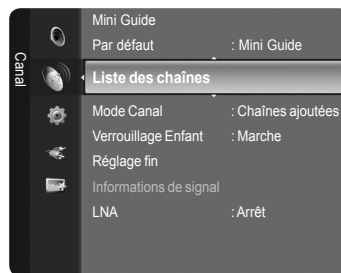 Canal
Mini Guide
Par défaut : Mini Guide
Liste des chaînes
Mode Canal : Chaînes ajoutées
Verrouillage Enfant : Marche
Réglage fin
Informations de signal
LNA : Arrêt